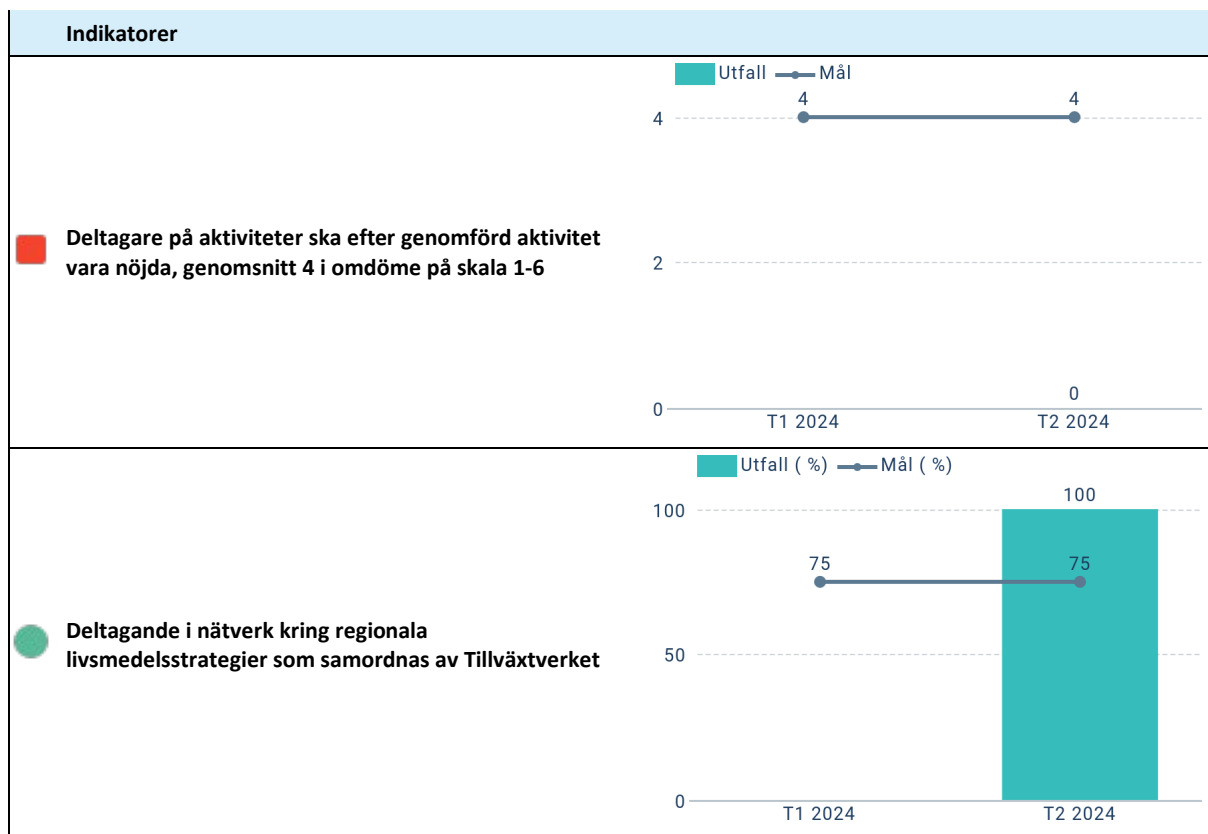 Indikatorer
Utfall Mål
4 4
4
Deltagare på aktiviteter ska efter genomförd aktivitet
vara nöjda, genomsnitt 4 i omdöme på skala 1-6
2
0
0
T1 2024 T2 2024
Utfall ( %) Mål ( %)
100
100
75 75
Deltagande i nätverk kring regionala
livsmedelsstrategier som samordnas av Tillväxtverket
50
0
T1 2024 T2 2024